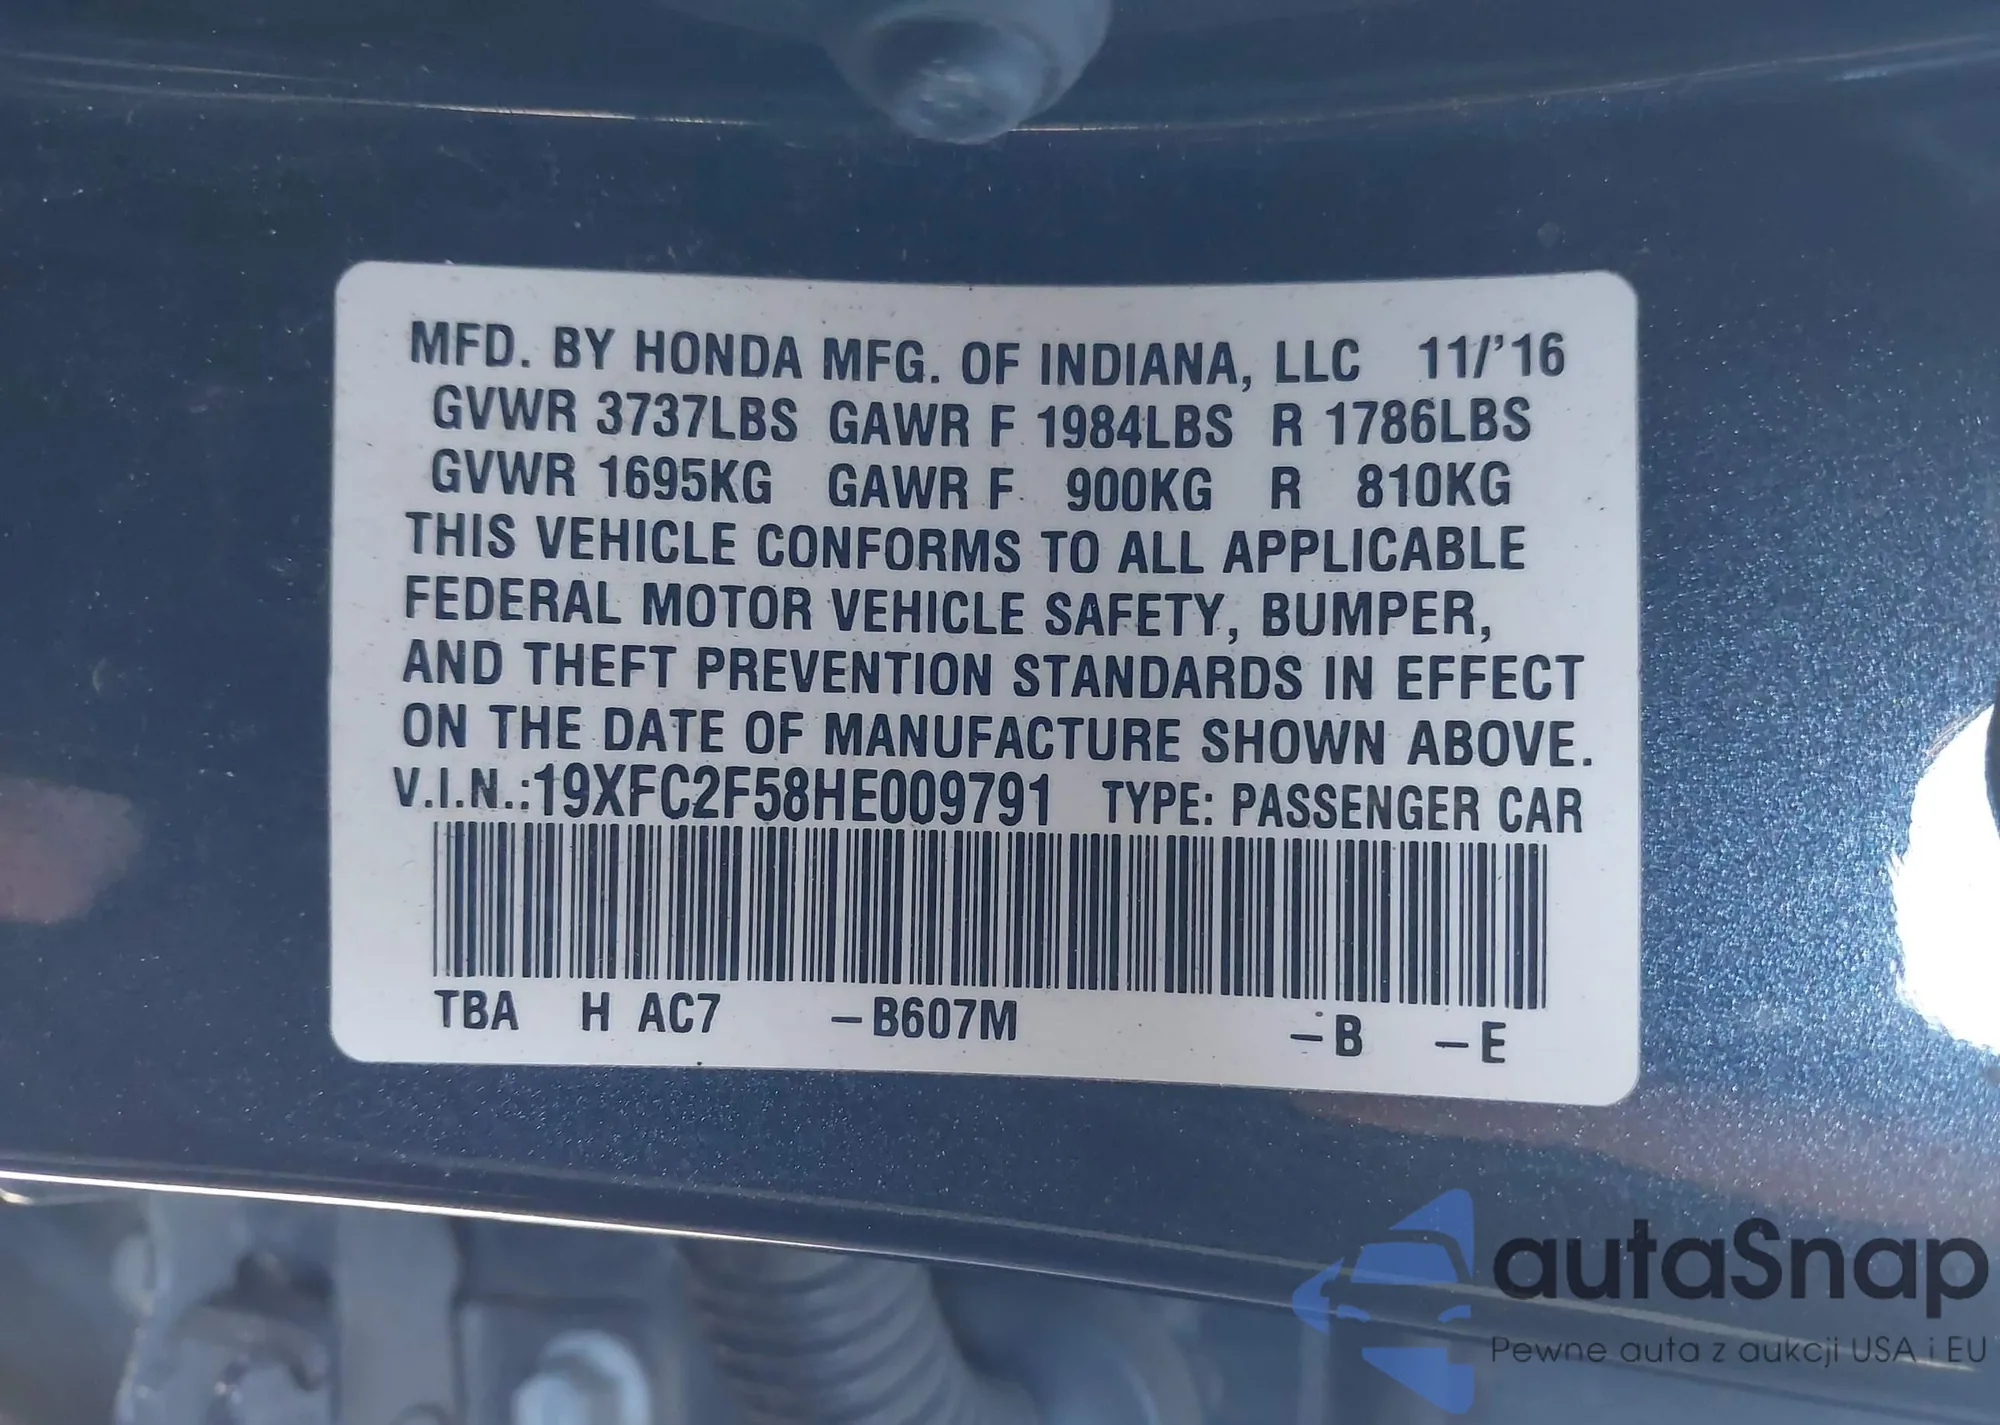 MFD. BY HONDA MFG. OF INDIANA, LLC 11/'16
GVWR 3737LBS GAWR F 1984LBS R 1786LBS
GVWR 1695KG GAWR F 900KG R 810KG
THIS VEHICLE CONFORMS TO ALL APPLICABLE
FEDERAL MOTOR VEHICLE SAFETY, BUMPER,
AND THEFT PREVENTION STANDARDS IN EFFECT
ON THE DATE OF MANUFACTURE SHOWN ABOVE.
V.I.N.:19XFC2F58HE009791 TYPE: PASSENGER CAR
TBA H AC7 –B607M –B –E
autaSnap
Pewne auta z aukcji USA i EU